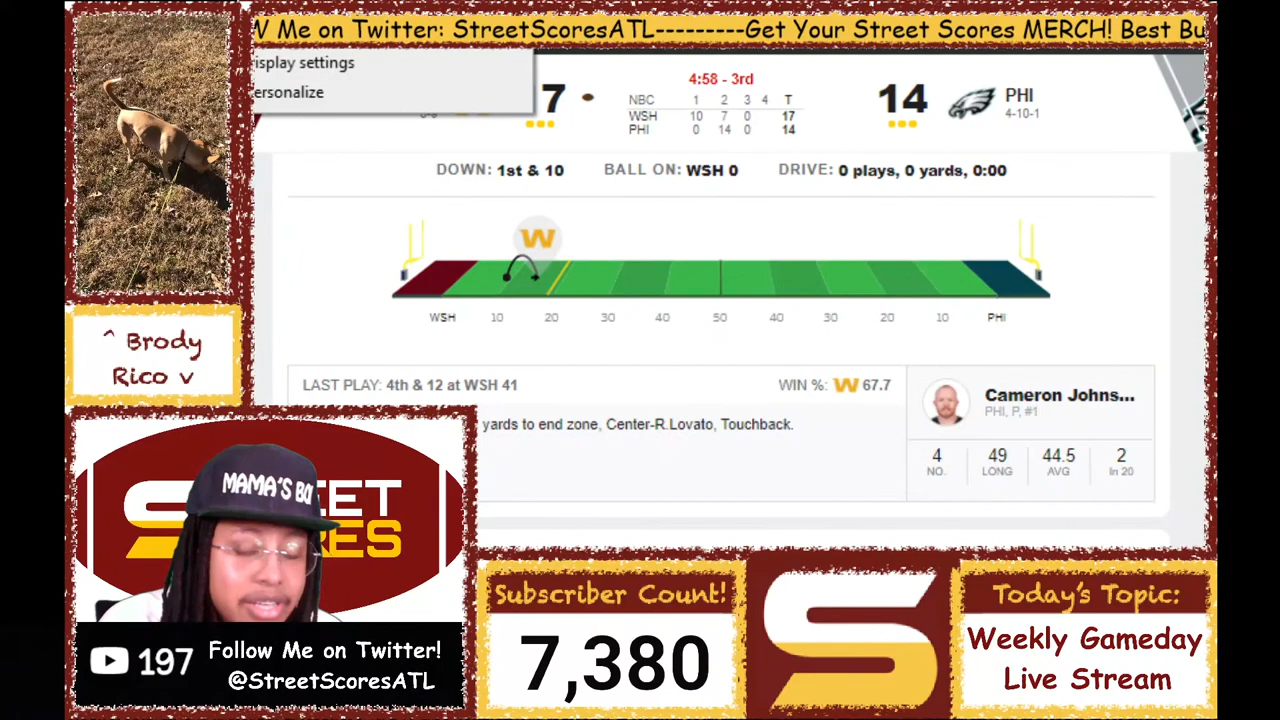 Me on Twitter: StreetScoresATL---------Get Your Street Scores MERCH! Best
isplay settings
ersonalize
7
4:58 - 3rd
NBC 1 2 3 4 T
WSH 10 7 0 17
PHI 0 14 0 14
14
PHI
4-10-1
DOWN: 1st & 10 BALL ON: WSH 0 DRIVE: 0 plays, 0 yards, 0:00
W
WSH 10 20 30 40 50 40 30 20 10 PHI
LAST PLAY: 4th & 12 at WSH 41 WIN %: W 67.7
yards to end zone, Center-R.Lovato, Touchback.
Cameron Johns...
PHI, P, #1
4 49 44.5 2
NO. LONG AVG In 20
^ Brody
Rico v
MAMA'S BO
S EET
RES
197 Follow Me on Twitter!
@StreetScoresATL
Subscriber Count!
7,380
S
Today's Topic:
Weekly Gameday
Live Stream